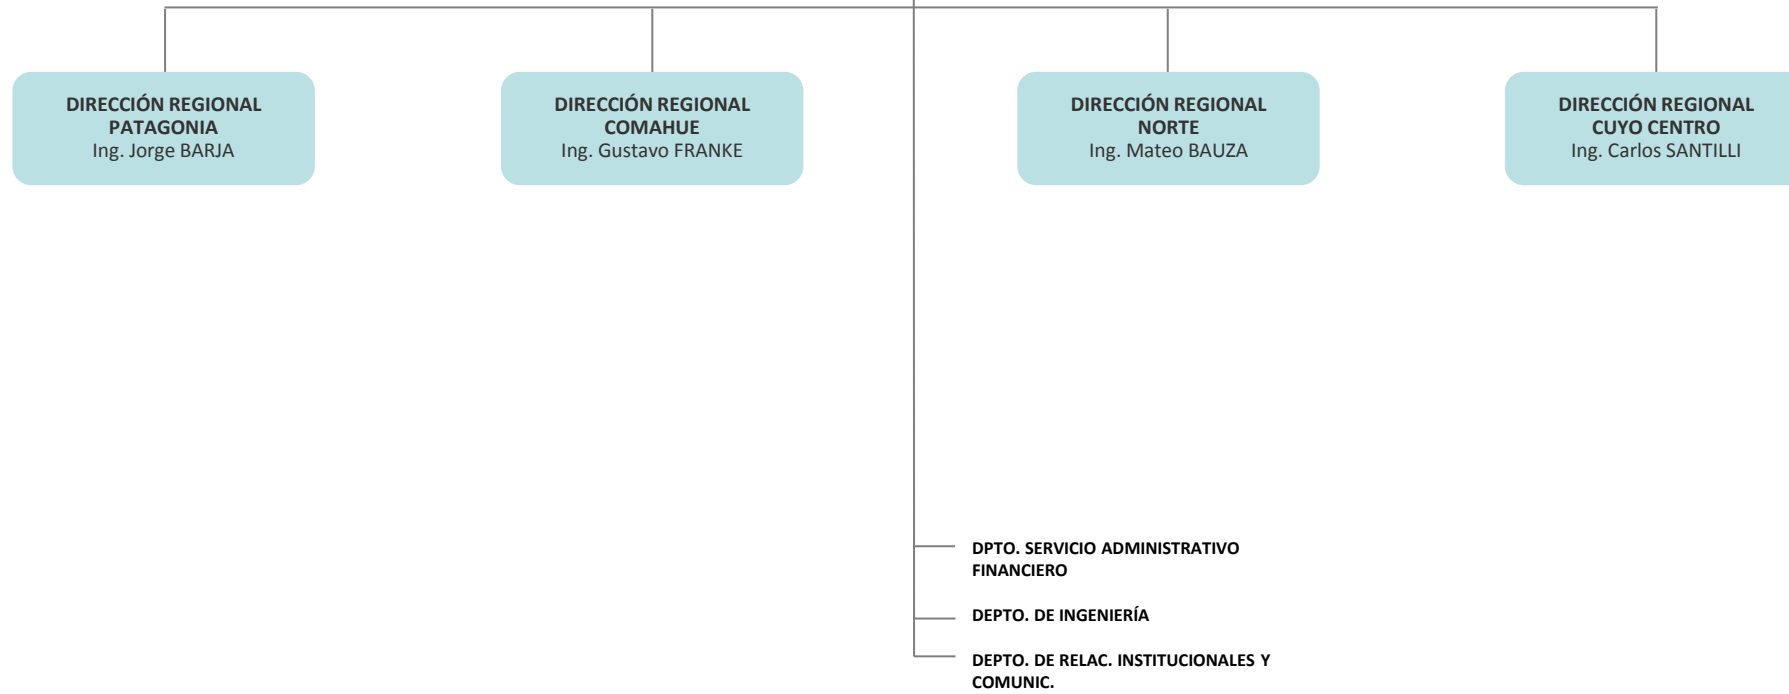 DIRECCIÓN REGIONAL
PATAGONIA
Ing. Jorge BARJA
DIRECCIÓN REGIONAL
COMAHUE
Ing. Gustavo FRANKE
DIRECCIÓN REGIONAL
NORTE
Ing. Mateo BAUZA
DIRECCIÓN REGIONAL
CUYO CENTRO
Ing. Carlos SANTILLI
DPTO. SERVICIO ADMINISTRATIVO
FINANCIERO
DEPTO. DE INGENIERÍA
DEPTO. DE RELAC. INSTITUCIONALES Y
COMUNIC.